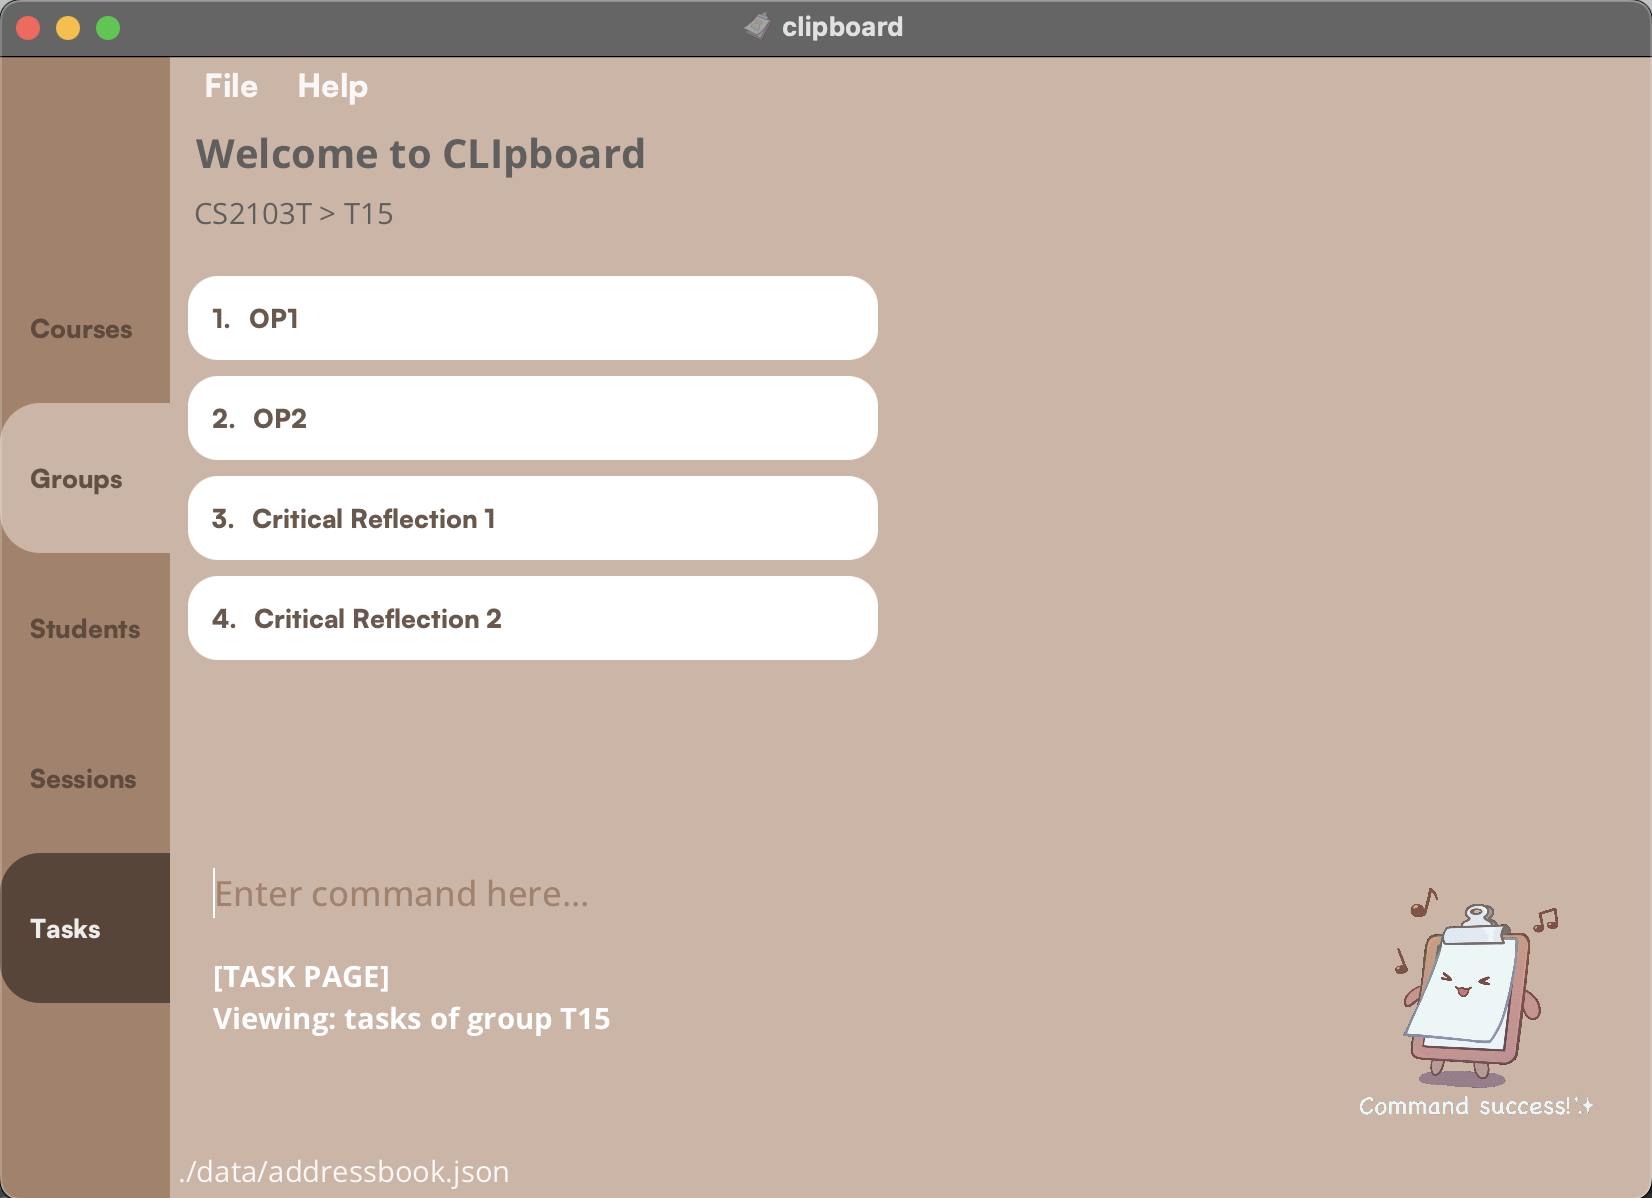 clipboard
File Help
Welcome to CLIpboard
CS2103T > T15
Courses
Groups
Students
Sessions
Tasks
1. OP1
2. OP2
3. Critical Reflection 1
4. Critical Reflection 2
Enter command here...
[TASK PAGE]
Viewing: tasks of group T15
Command success!
./data/addressbook.json